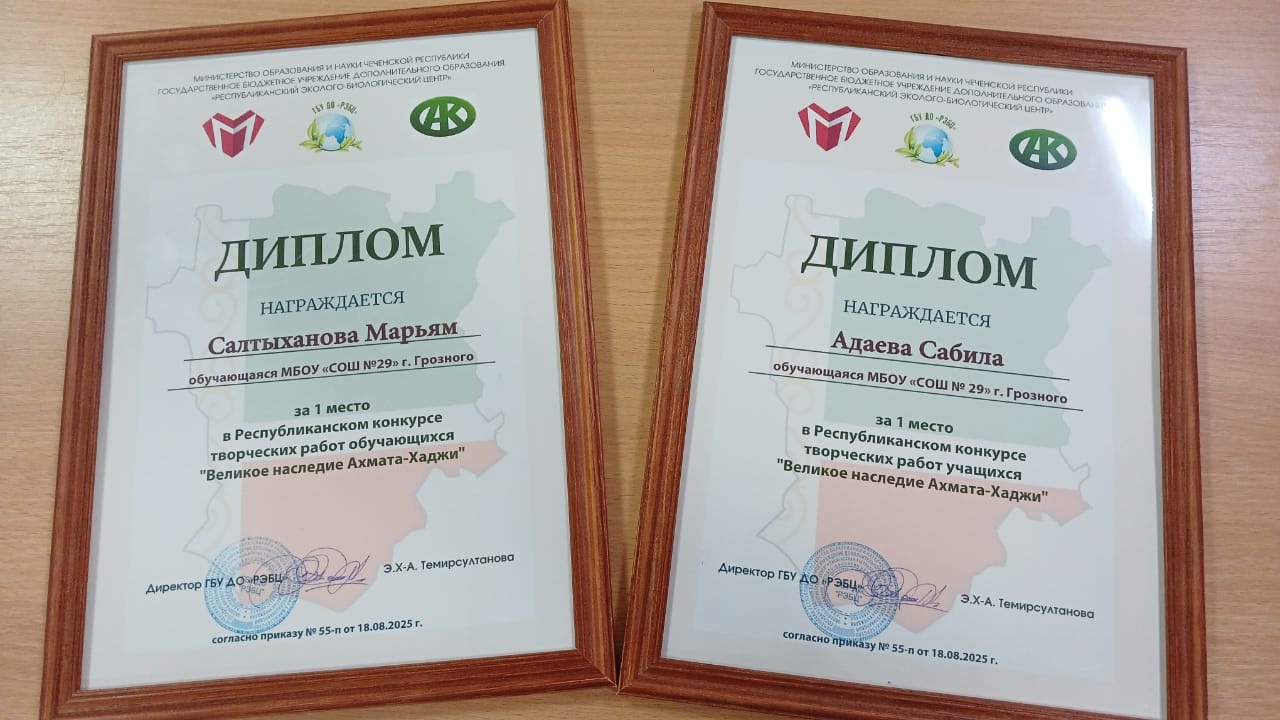 МИНИСТЕРСТВО ОБРАЗОВАНИЯ И НАУКИ ЧЕЧЕНСКОЙ РЕСПУБЛИКИ
ГОСУДАРСТВЕННОЕ БЮДЖЕТНОЕ УЧРЕЖДЕНИЕ ДОПОЛНИТЕЛЬНОГО ОБРАЗОВАНИЯ
«РЕСПУБЛИКАНСКИЙ ЭКОЛОГО-БИОЛОГИЧЕСКИЙ ЦЕНТР»
ГБУ ДО «РЭБЦ»
АК
ДИПЛОМ
НАГРАЖДАЕТСЯ
Салтыханова Марьям
обучающаяся МБОУ «СОШ №29» г. Грозного
за 1 место
в Республиканском конкурсе
творческих работ обучающихся
"Великое наследие Ахмата-Хаджи"
Директор ГБУ ДО «РЭБЦ»
"РЭБЦ"
Э.Х-А. Темирсултанова
согласно приказу № 55-п от 18.08.2025 г.
МИНИСТЕРСТВО ОБРАЗОВАНИЯ И НАУКИ ЧЕЧЕНСКОЙ РЕСПУБЛИКИ
ГОСУДАРСТВЕННОЕ БЮДЖЕТНОЕ УЧРЕЖДЕНИЕ ДОПОЛНИТЕЛЬНОГО ОБРАЗОВАНИЯ
«РЕСПУБЛИКАНСКИЙ ЭКОЛОГО-БИОЛОГИЧЕСКИЙ ЦЕНТР»
ГБУ ДО «РЭБЦ»
АК
ДИПЛОМ
НАГРАЖДАЕТСЯ
Адаева Сабила
обучающаяся МБОУ «СОШ № 29» г. Грозного
за 1 место
в Республиканском конкурсе
творческих работ учащихся
"Великое наследие Ахмата-Хаджи"
Директор ГБУ ДО «РЭБЦ»
"РЭБЦ"
Э.Х-А. Темирсултанова
согласно приказу № 55-п от 18.08.2025 г.